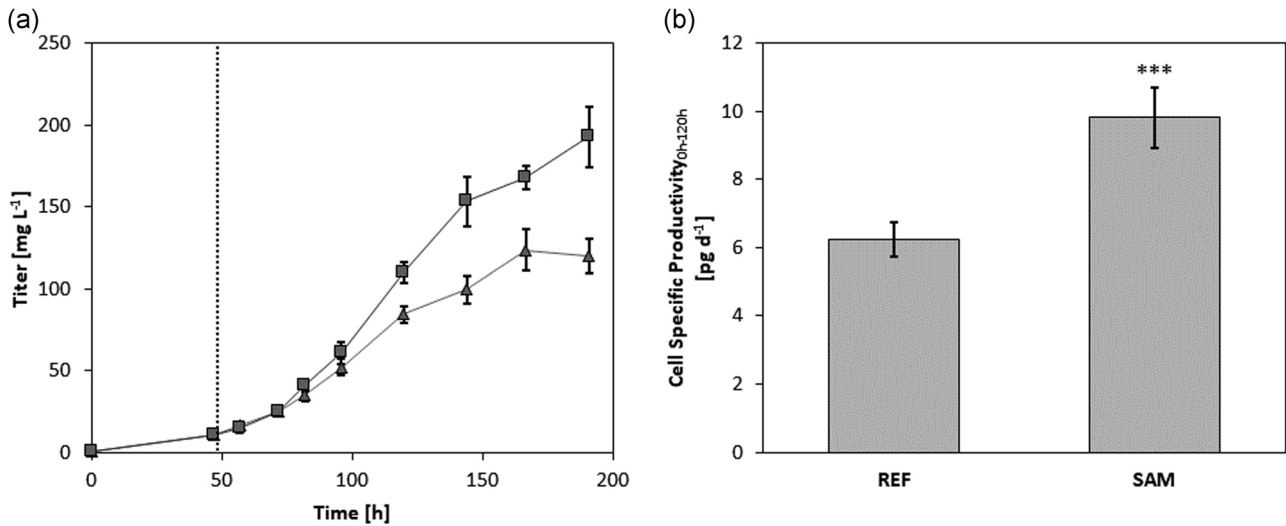 (a)
250
200
150
100
50
0
Titer [mg L⁻¹]
0 50 100 150 200
Time [h]
(b)
12
10
8
6
4
2
0
Cell Specific Productivity₀ₕ‐₁₂₀ₕ
[pg d⁻¹]
***
REF SAM